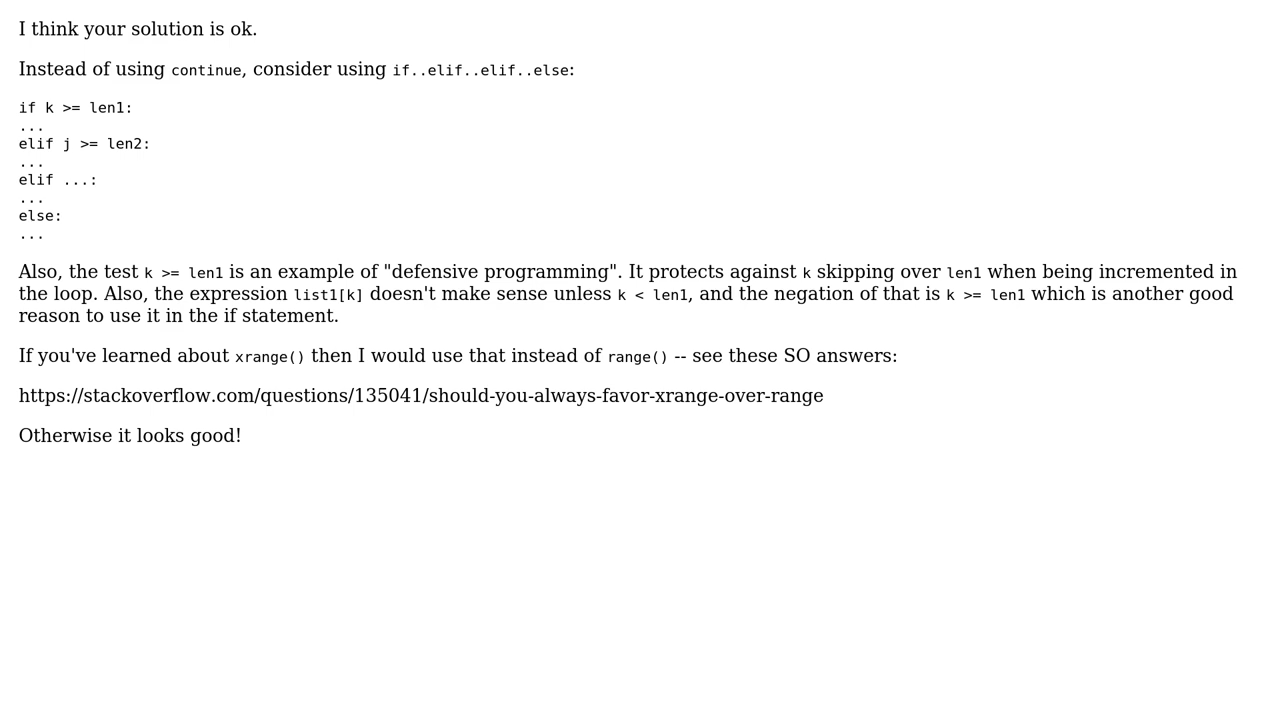 I think your solution is ok.
Instead of using continue, consider using if..elif..elif..else:
if k >= len1:
...
elif j >= len2:
...
elif ...:
...
else:
...
Also, the test k >= len1 is an example of "defensive programming". It protects against k skipping over len1 when being incremented in
the loop. Also, the expression list1[k] doesn't make sense unless k < len1, and the negation of that is k >= len1 which is another good
reason to use it in the if statement.
If you've learned about xrange() then I would use that instead of range() -- see these SO answers:
https://stackoverflow.com/questions/135041/should-you-always-favor-xrange-over-range
Otherwise it looks good!